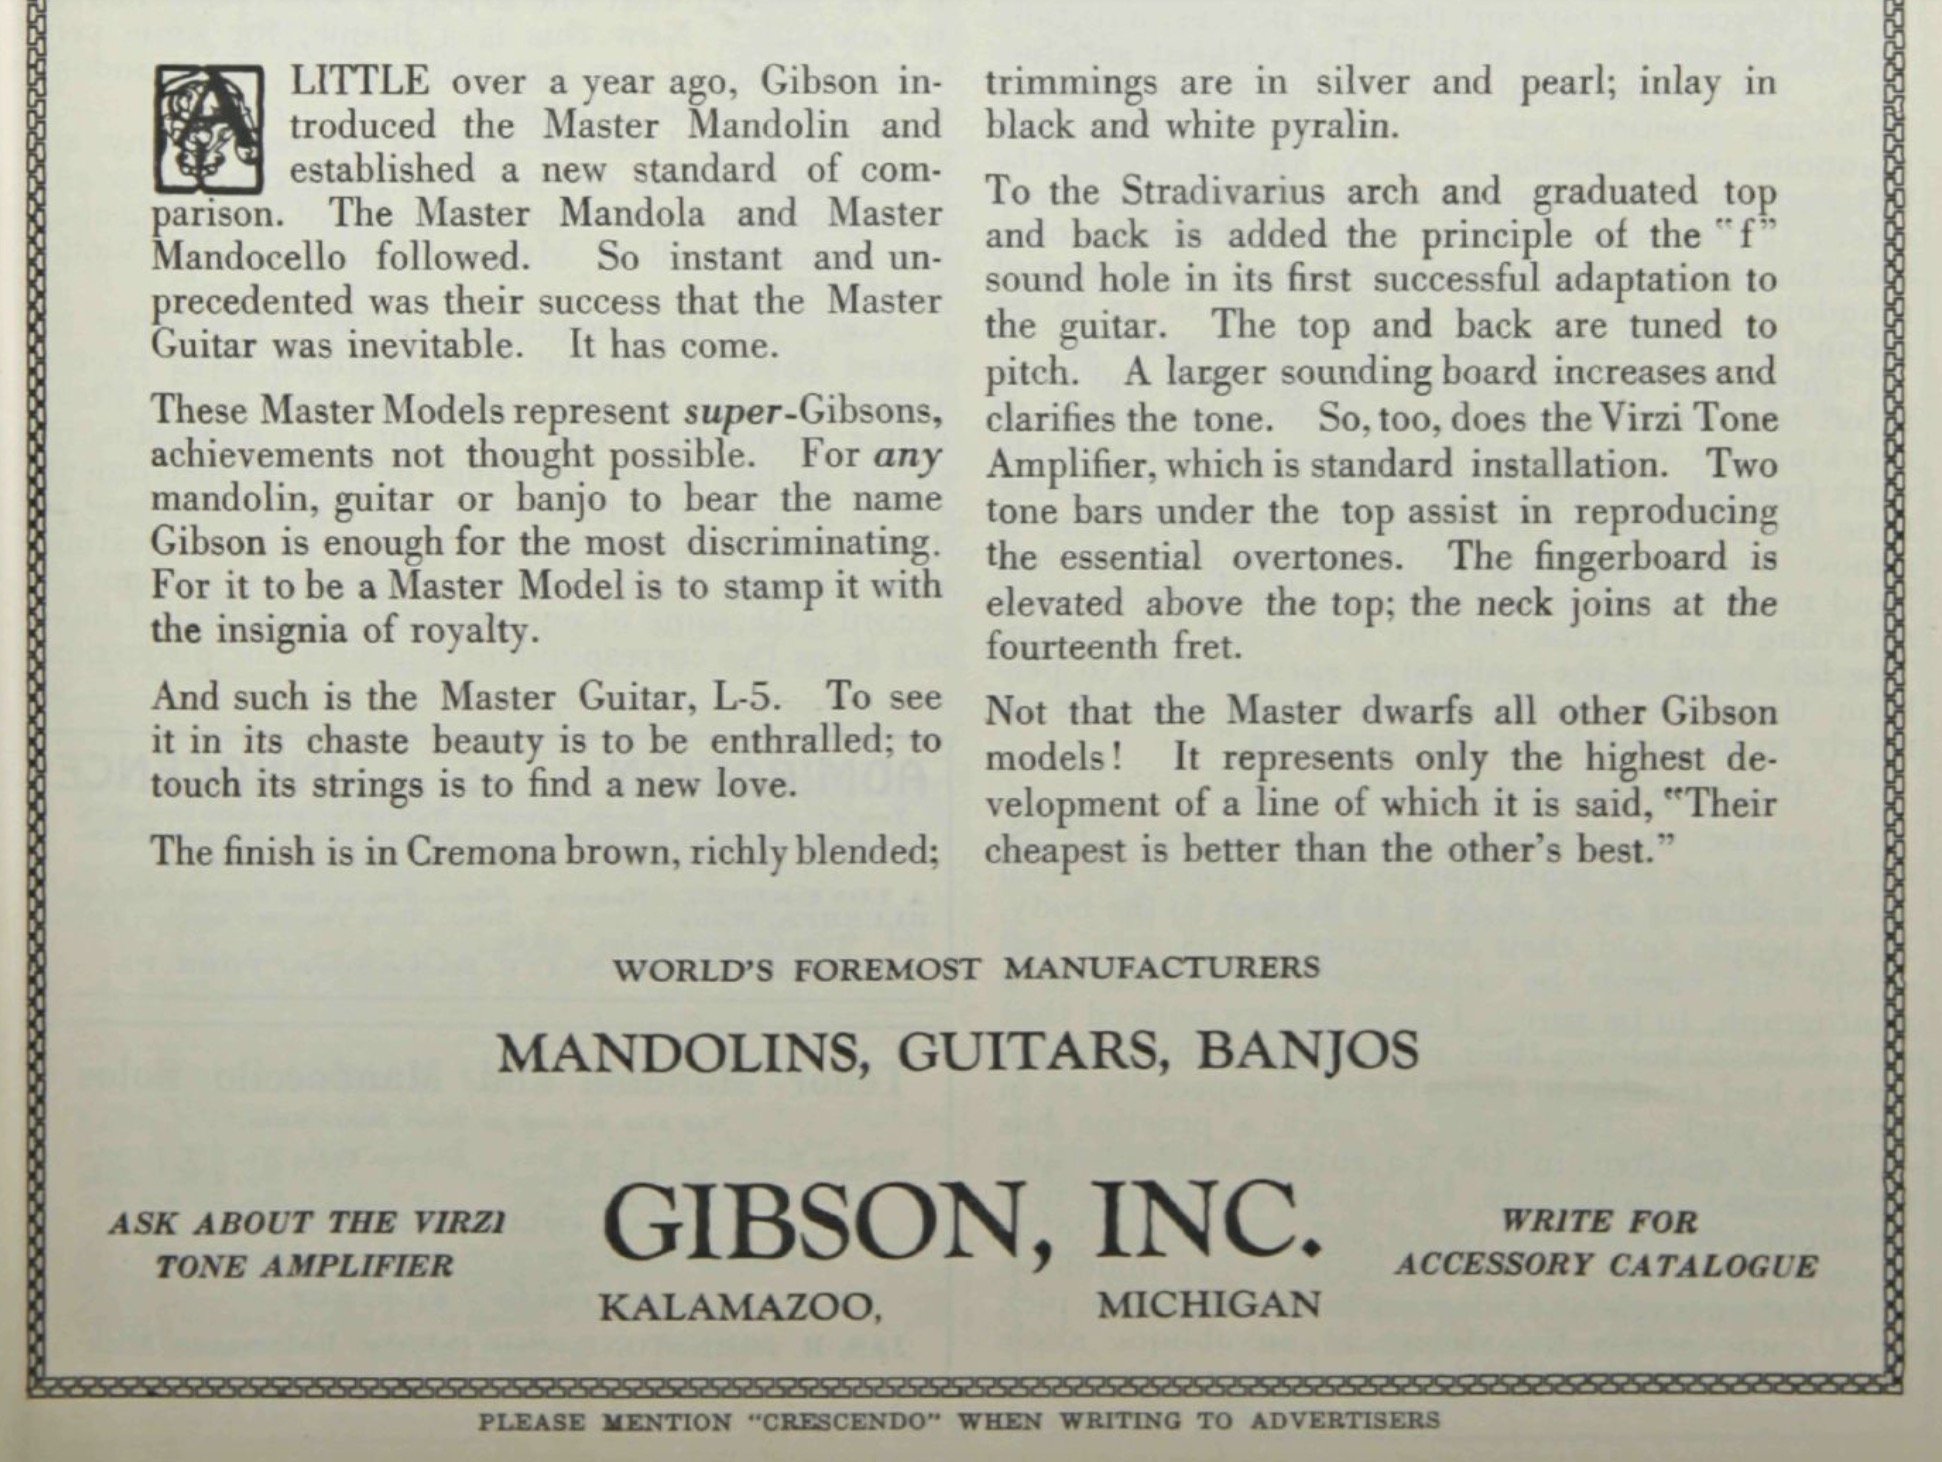 A LITTLE over a year ago, Gibson in-
troduced the Master Mandolin and
established a new standard of com-
parison. The Master Mandola and Master
Mandocello followed. So instant and un-
precedented was their success that the Master
Guitar was inevitable. It has come.
These Master Models represent super-Gibsons,
achievements not thought possible. For any
mandolin, guitar or banjo to bear the name
Gibson is enough for the most discriminating.
For it to be a Master Model is to stamp it with
the insignia of royalty.
And such is the Master Guitar, L-5. To see
it in its chaste beauty is to be enthralled; to
touch its strings is to find a new love.
The finish is in Cremona brown, richly blended;
trimmings are in silver and pearl; inlay in
black and white pyralin.
To the Stradivarius arch and graduated top
and back is added the principle of the "f"
sound hole in its first successful adaptation to
the guitar. The top and back are tuned to
pitch. A larger sounding board increases and
clarifies the tone. So, too, does the Virzi Tone
Amplifier, which is standard installation. Two
tone bars under the top assist in reproducing
the essential overtones. The fingerboard is
elevated above the top; the neck joins at the
fourteenth fret.
Not that the Master dwarfs all other Gibson
models! It represents only the highest de-
velopment of a line of which it is said, "Their
cheapest is better than the other's best."
WORLD'S FOREMOST MANUFACTURERS
MANDOLINS, GUITARS, BANJOS
ASK ABOUT THE VIRZI
TONE AMPLIFIER
GIBSON, INC.
KALAMAZOO, MICHIGAN
WRITE FOR
ACCESSORY CATALOGUE
PLEASE MENTION "CRESCENDO" WHEN WRITING TO ADVERTISERS